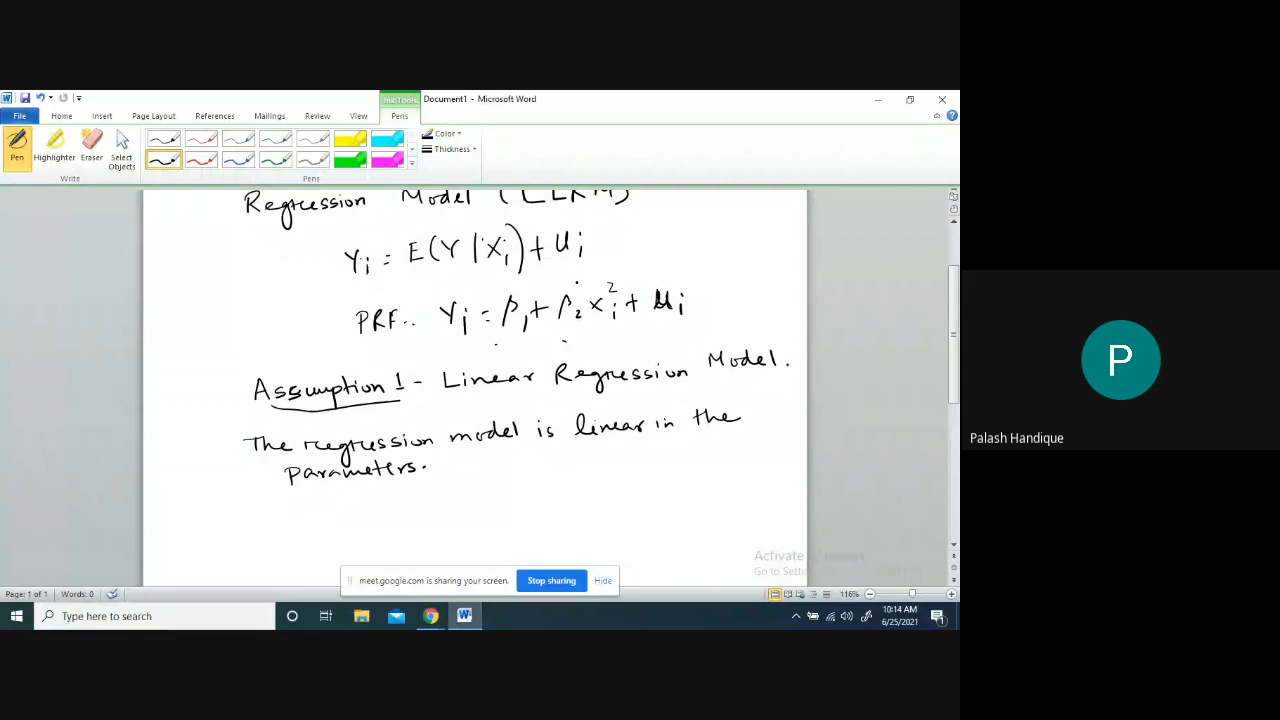 Document1 - Microsoft Word
File Home Insert Page Layout References Mailings Review View Pens
Pen Highlighter Eraser Select Objects
Color
Thickness
Write Pens
Regression Model (CLRM)
Yi = E(Y|Xi) + Ui
PRF.. Yi = β1 + β2 Xi² + Ui
Assumption 1 - Linear Regression Model.
The regression model is linear in the
parameters.
Palash Handique
P
meet.google.com is sharing your screen. Stop sharing Hide
Page: 1 of 1 Words: 0 116%
Type here to search
10:14 AM
6/25/2021